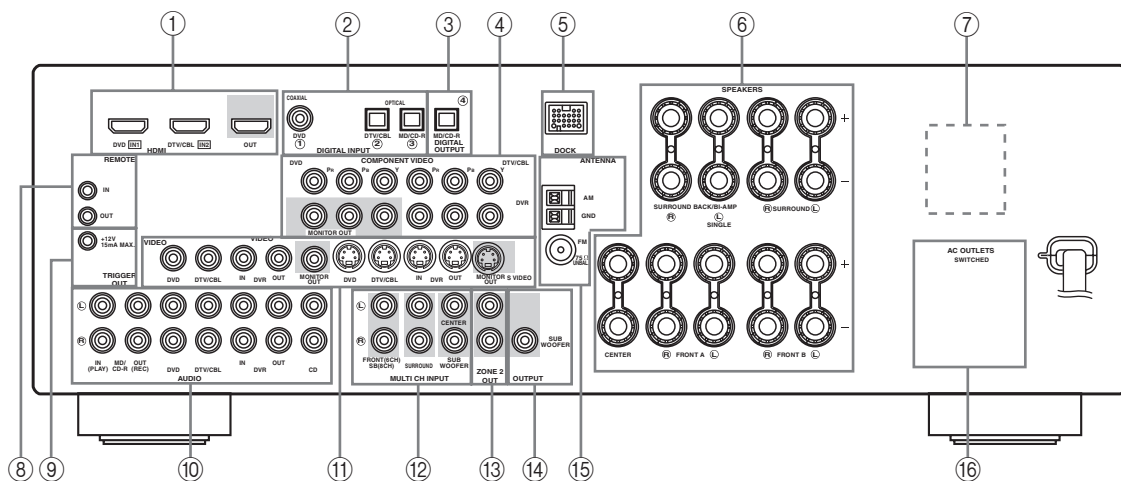 ① ② ③ ④ ⑤ ⑥ ⑦
COAXIAL
OPTICAL
④
SPEAKERS
DVD IN1
DTV/CBL IN2
OUT
HDMI
DVD
①
DTV/CBL
②
MD/CD-R
③
DIGITAL INPUT
MD/CD-R
DIGITAL
OUTPUT
DOCK
ANTENNA
+
REMOTE
IN
OUT
COMPONENT VIDEO
DVD
PR PB Y PR PB Y
DTV/CBL
DVR
MONITOR OUT
AM
GND
FM
75Ω
UNBAL.
–
SURROUND BACK/BI-AMP
Ⓡ Ⓛ
SINGLE
Ⓡ SURROUND Ⓛ
+12V
15mA MAX.
TRIGGER
OUT
VIDEO
VIDEO
DVD
DTV/CBL
IN
DVR
OUT
MONITOR
OUT
DVD
DTV/CBL
IN
DVR
OUT
MONITOR
OUT
S VIDEO
AC OUTLETS
SWITCHED
+
Ⓛ
Ⓡ
IN
(PLAY)
MD/
CD-R
OUT
(REC)
DVD
DTV/CBL
IN
DVR
OUT
CD
AUDIO
Ⓛ
Ⓡ
CENTER
FRONT(6CH)
SB(8CH)
SURROUND
SUB
WOOFER
MULTI CH INPUT
ZONE 2
OUT
SUB
WOOFER
OUTPUT
–
CENTER
Ⓡ FRONT A Ⓛ
Ⓡ FRONT B Ⓛ
⑧ ⑨ ⑩ ⑪ ⑫ ⑬ ⑭ ⑮ ⑯